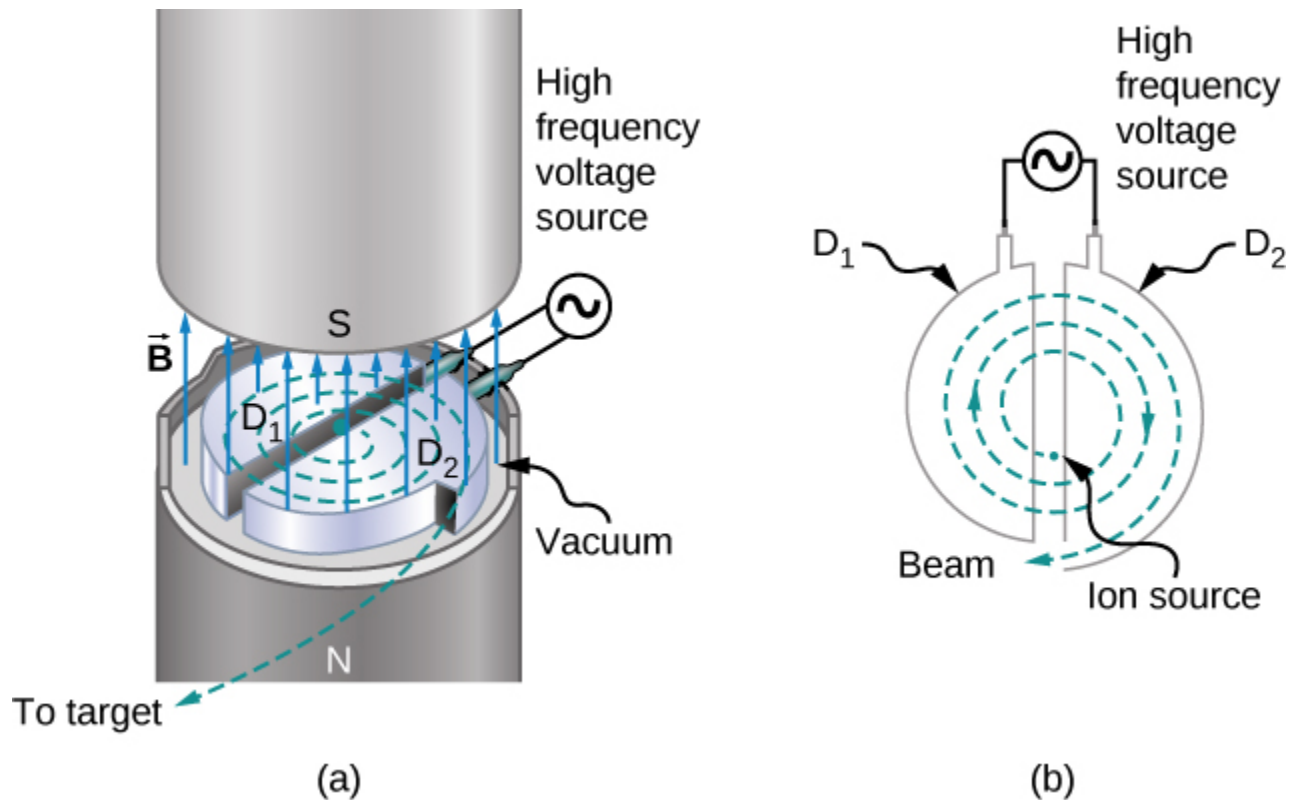 High
frequency
voltage
source
S
B
D1
D2
Vacuum
N
To target
(a)
High
frequency
voltage
source
D1
D2
Beam
Ion source
(b)